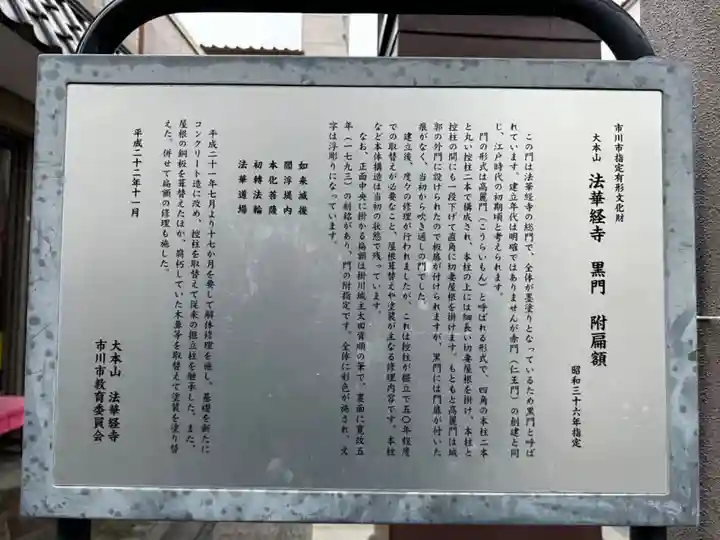 市川市指定有形文化財
大本山 法華経寺 黒門 附扁額
昭和三十六年指定
この門は法華経寺の総門で、全体が墨塗りとなっているため黒門と呼ば
れています。建立年代は明確ではありませんが赤門(仁王門)の創建と同
じ、江戸時代の初期頃と考えられます。
門の形式は高麗門(こうらいもん)と呼ばれる形式で、四角の本柱二本
と丸い控柱二本で構成され、本柱の上には細長い切妻屋根を掛け、本柱と
控柱の間にも一段下げて直角に切妻屋根を掛けます。もともと高麗門は城
郭の外門に設けられたので板扉が付けられますが、黒門には門扉が付いた
痕がなく、当初から吹き通しの門でした。
建立後、度々の修理が行われましたが、これは控柱が掘立で五〇年程度
での取替えが必要なこと、屋根葺替えや塗装が主なる修理内容です。本柱
など本体構造は当初の状態で残っています。
なお、正面中央に掛かる扁額は掛川城主太田資順の筆で、裏面に寛政五
年(一七九三)の刻銘があり、門の附指定です。全体に彩色が施され、文
字は浮彫りになっています。
如来滅後
閻浮堤内
本化菩薩
初転法輪
法華道場
平成二十一年七月より十七か月を要して解体修理を施し、基礎を新たに
コンクリート造に改め、控柱を取替えて従来の掘立柱を継承した。また、
屋根の銅板を葺替えたほか、腐朽していた木鼻等を取替えて塗装を塗り替
えた。併せて扁額の修理も施した。
平成二十二年十一月
大本山 法華経寺
市川市教育委員会